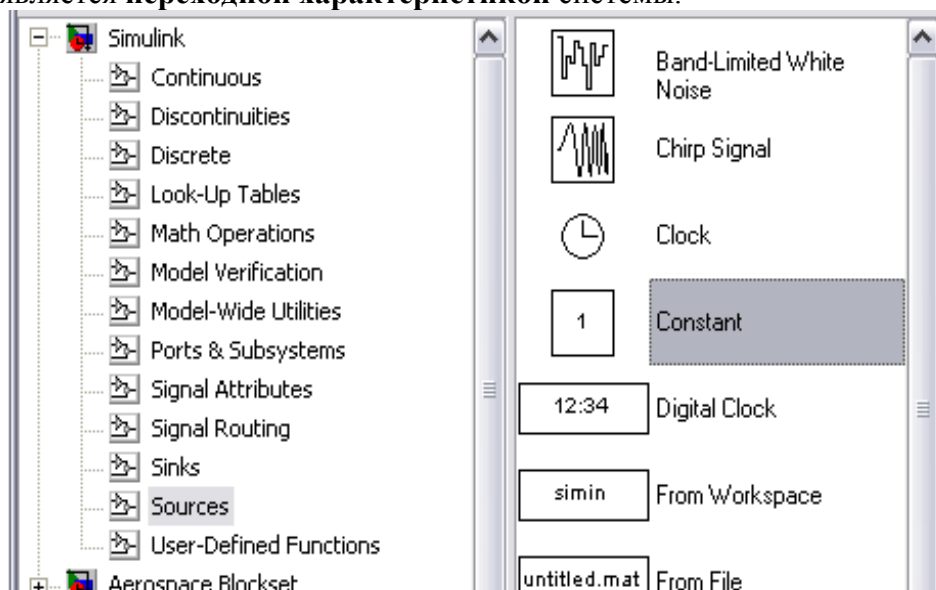 является переходной характеристикой системы.
Simulink
Continuous
Discontinuities
Discrete
Look-Up Tables
Math Operations
Model Verification
Model-Wide Utilities
Ports & Subsystems
Signal Attributes
Signal Routing
Sinks
Sources
User-Defined Functions
Aerospace Blockset
Band-Limited White
Noise
Chirp Signal
Clock
1
Constant
12:34
Digital Clock
simin
From Workspace
untitled.mat
From File